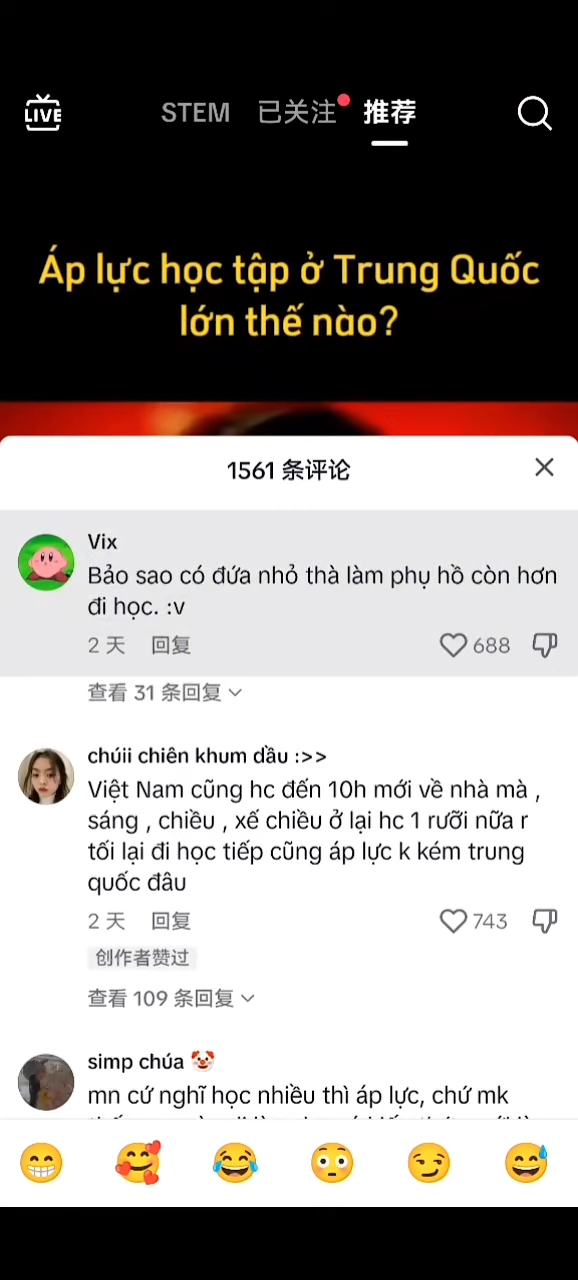 LIVE
STEM 已关注 推荐
Áp lực học tập ở Trung Quốc
lớn thế nào?
1561 条评论
Vix
Bảo sao có đứa nhỏ thà làm phụ hồ còn hơn
đi học. :v
2 天 回复 688
查看 31 条回复
chúii chiên khum dầu :>>
Việt Nam cũng hc đến 10h mới về nhà mà ,
sáng , chiều , xế chiều ở lại hc 1 rưỡi nữa r
tối lại đi học tiếp cũng áp lực k kém trung
quốc đâu
2 天 回复 743
创作者赞过
查看 109 条回复
simp chúa 🤡
mn cứ nghĩ học nhiều thì áp lực, chứ mk